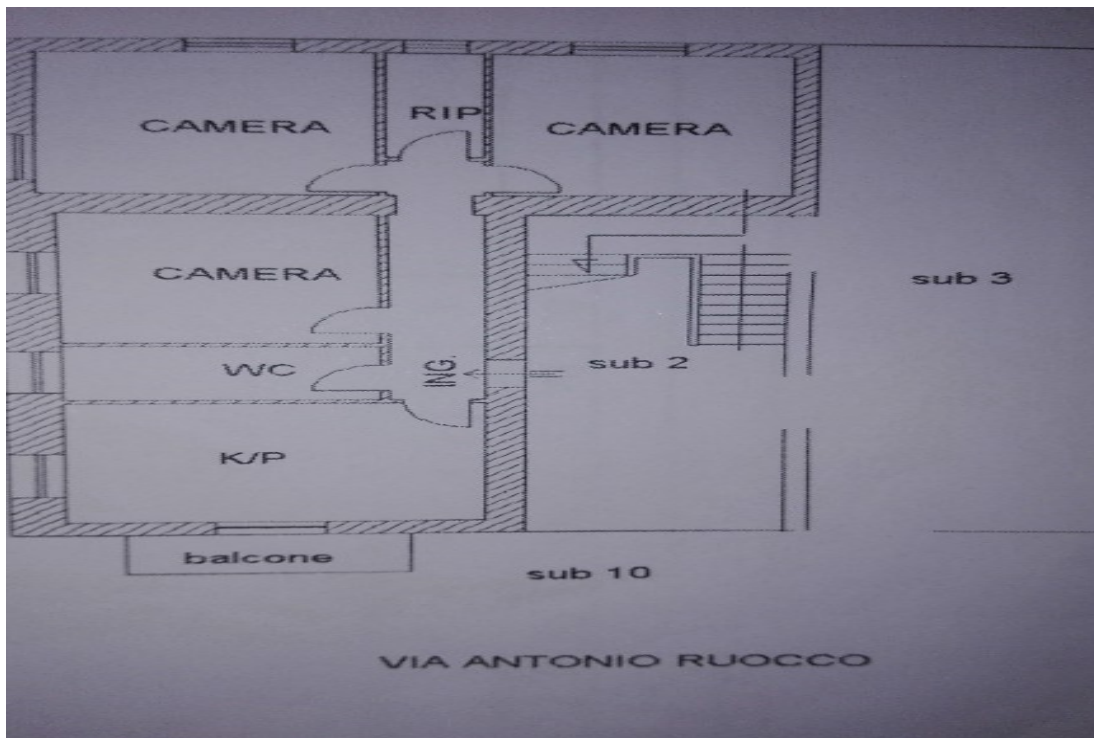 RIP
CAMERA
CAMERA
CAMERA
sub 3
WC
ING.
sub 2
K/P
balcone
sub 10
VIA ANTONIO RUOCCO